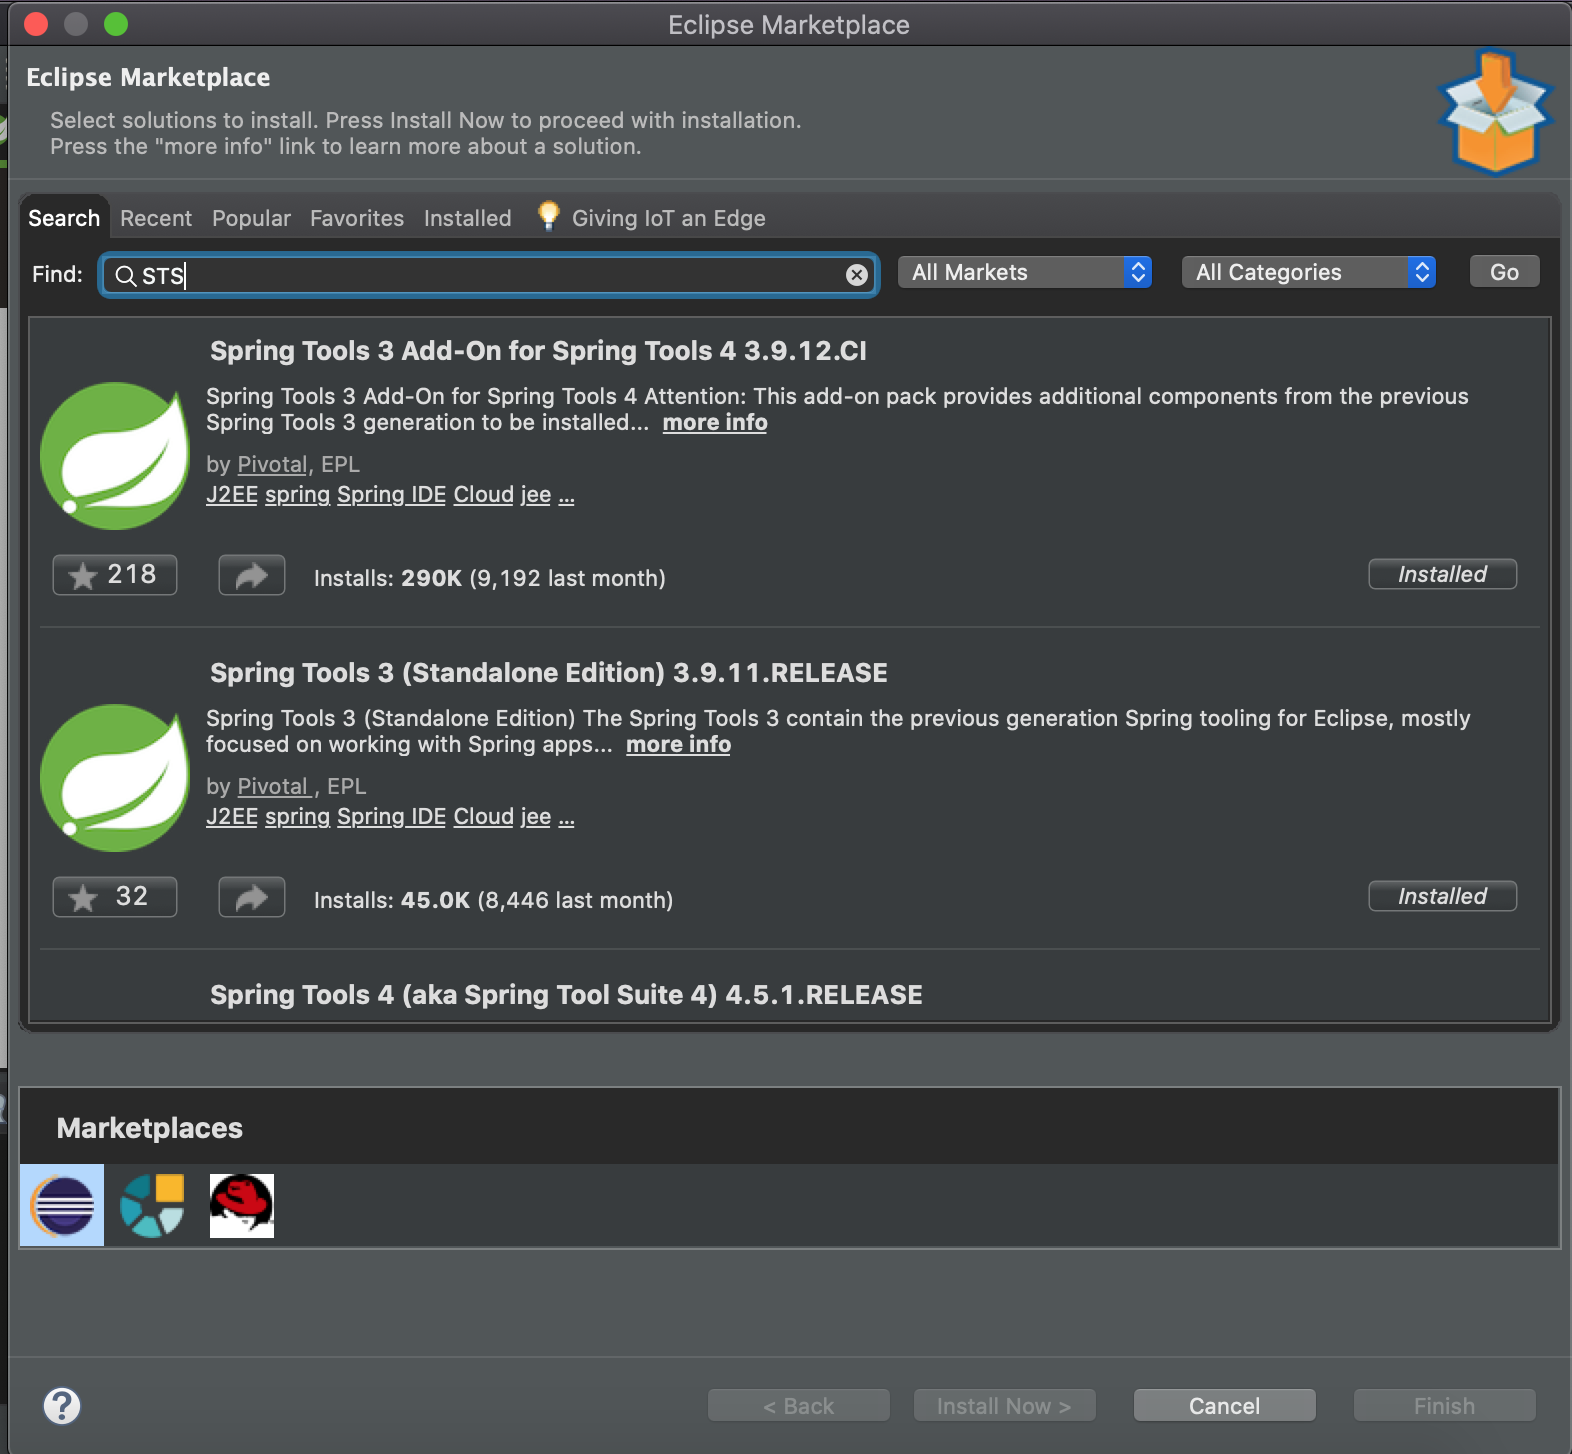 Eclipse Marketplace
Eclipse Marketplace
Select solutions to install. Press Install Now to proceed with installation.
Press the "more info" link to learn more about a solution.
Search Recent Popular Favorites Installed Giving IoT an Edge
Find: STS All Markets All Categories Go
Spring Tools 3 Add-On for Spring Tools 4 3.9.12.CI
Spring Tools 3 Add-On for Spring Tools 4 Attention: This add-on pack provides additional components from the previous
Spring Tools 3 generation to be installed... more info
by Pivotal, EPL
J2EE spring Spring IDE Cloud jee ...
218 Installs: 290K (9,192 last month) Installed
Spring Tools 3 (Standalone Edition) 3.9.11.RELEASE
Spring Tools 3 (Standalone Edition) The Spring Tools 3 contain the previous generation Spring tooling for Eclipse, mostly
focused on working with Spring apps... more info
by Pivotal , EPL
J2EE spring Spring IDE Cloud jee ...
32 Installs: 45.0K (8,446 last month) Installed
Spring Tools 4 (aka Spring Tool Suite 4) 4.5.1.RELEASE
Marketplaces
? < Back Install Now > Cancel Finish